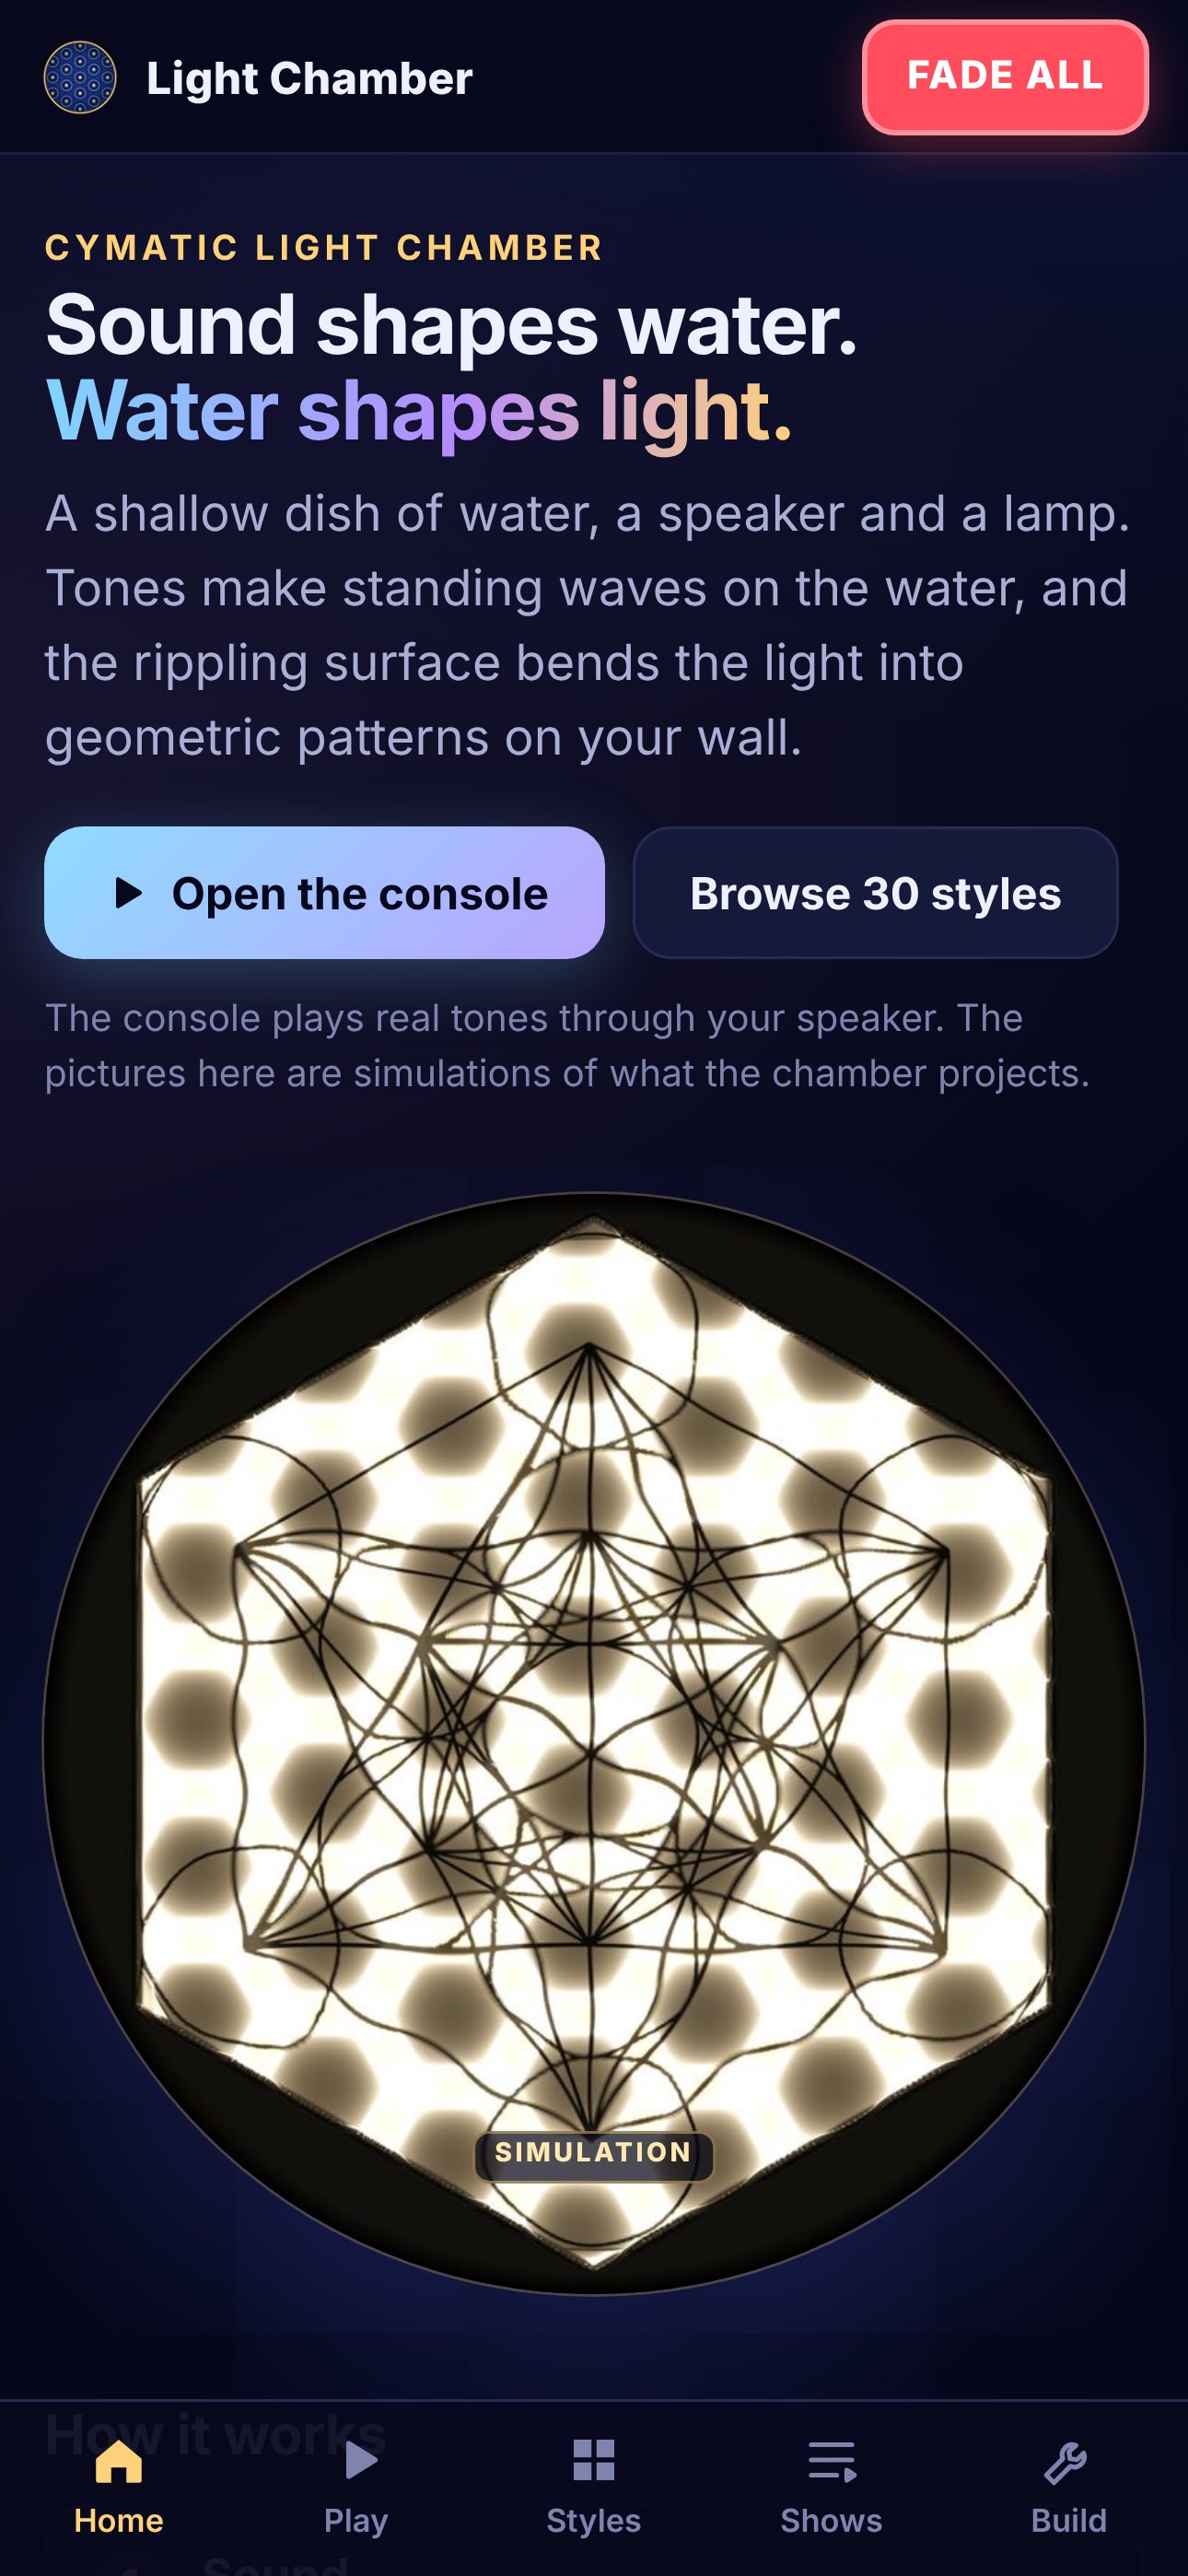 Light Chamber
FADE ALL
CYMATIC LIGHT CHAMBER
Sound shapes water.
Water shapes light.
A shallow dish of water, a speaker and a lamp.
Tones make standing waves on the water, and
the rippling surface bends the light into
geometric patterns on your wall.
Open the console
Browse 30 styles
The console plays real tones through your speaker. The
pictures here are simulations of what the chamber projects.
SIMULATION
How it works
Home
Play
Styles
Shows
Build
Sound